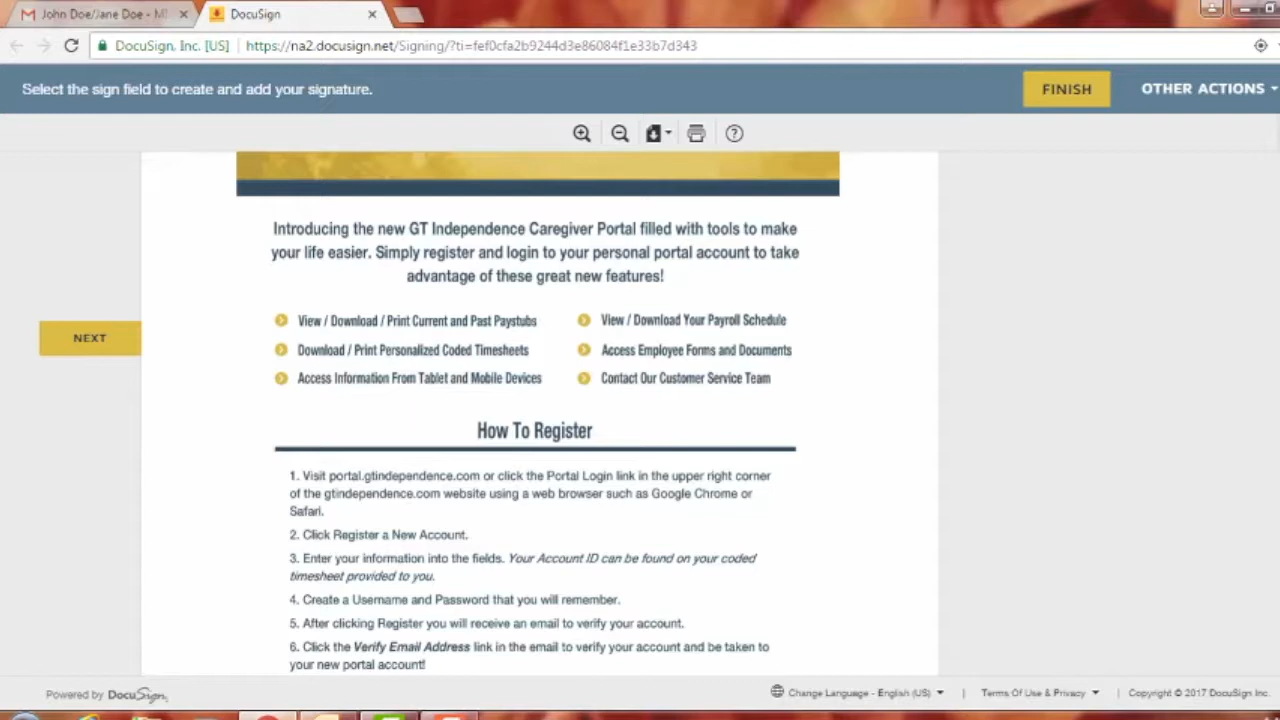 John Doe/Jane Doe - M
DocuSign
DocuSign, Inc. [US]
https://na2.docusign.net/Signing/?ti=fef0cfa2b9244d3e86084f1e33b7d343
Select the sign field to create and add your signature.
FINISH
OTHER ACTIONS
Introducing the new GT Independence Caregiver Portal filled with tools to make
your life easier. Simply register and login to your personal portal account to take
advantage of these great new features!
View / Download / Print Current and Past Paystubs
View / Download Your Payroll Schedule
NEXT
Download / Print Personalized Coded Timesheets
Access Employee Forms and Documents
Access Information From Tablet and Mobile Devices
Contact Our Customer Service Team
How To Register
1. Visit portal.gtindependence.com or click the Portal Login link in the upper right corner
of the gtindependence.com website using a web browser such as Google Chrome or
Safari.
2. Click Register a New Account.
3. Enter your information into the fields. Your Account ID can be found on your coded
timesheet provided to you.
4. Create a Username and Password that you will remember.
5. After clicking Register you will receive an email to verify your account.
6. Click the Verify Email Address link in the email to verify your account and be taken to
your new portal account!
Powered by DocuSign
Change Language - English (US)
Terms Of Use & Privacy
Copyright © 2017 DocuSign Inc.